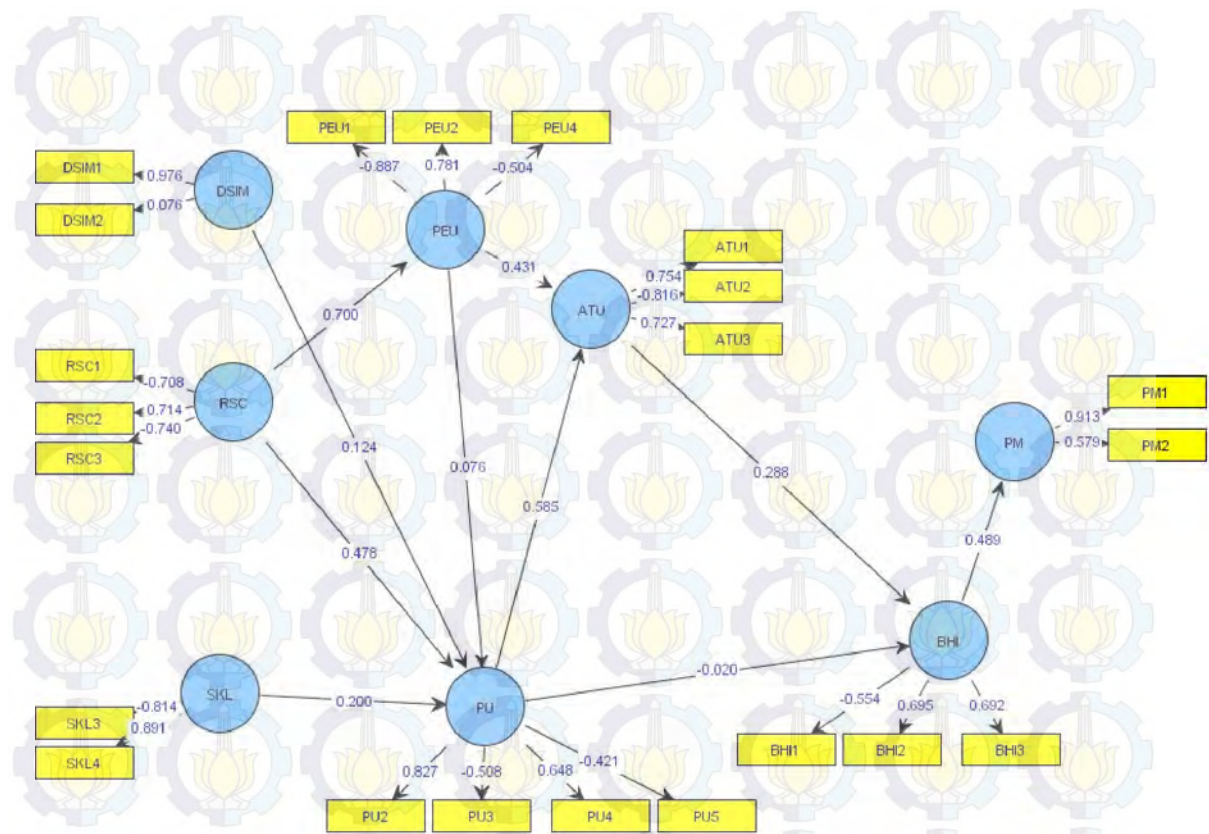 PEU1 PEU2 PEU4
-0.887 0.781 -0.504
DSIM1
0.976
DSIM
DSIM2
0.076
PEU
0.431
ATU1
0.754
ATU2
-0.816
ATU
0.727
ATU3
0.700
RSC1
-0.708
RSC
RSC2
0.714
-0.740
RSC3
0.124
0.076
0.585
0.288
PM1
0.913
PM
0.579
PM2
0.478
0.489
BHI
-0.020
SKL
0.200
PU
-0.814
SKL3
0.891
SKL4
-0.554 0.695 0.692
BHI1 BHI2 BHI3
0.827 -0.508 0.648 -0.421
PU2 PU3 PU4 PU5